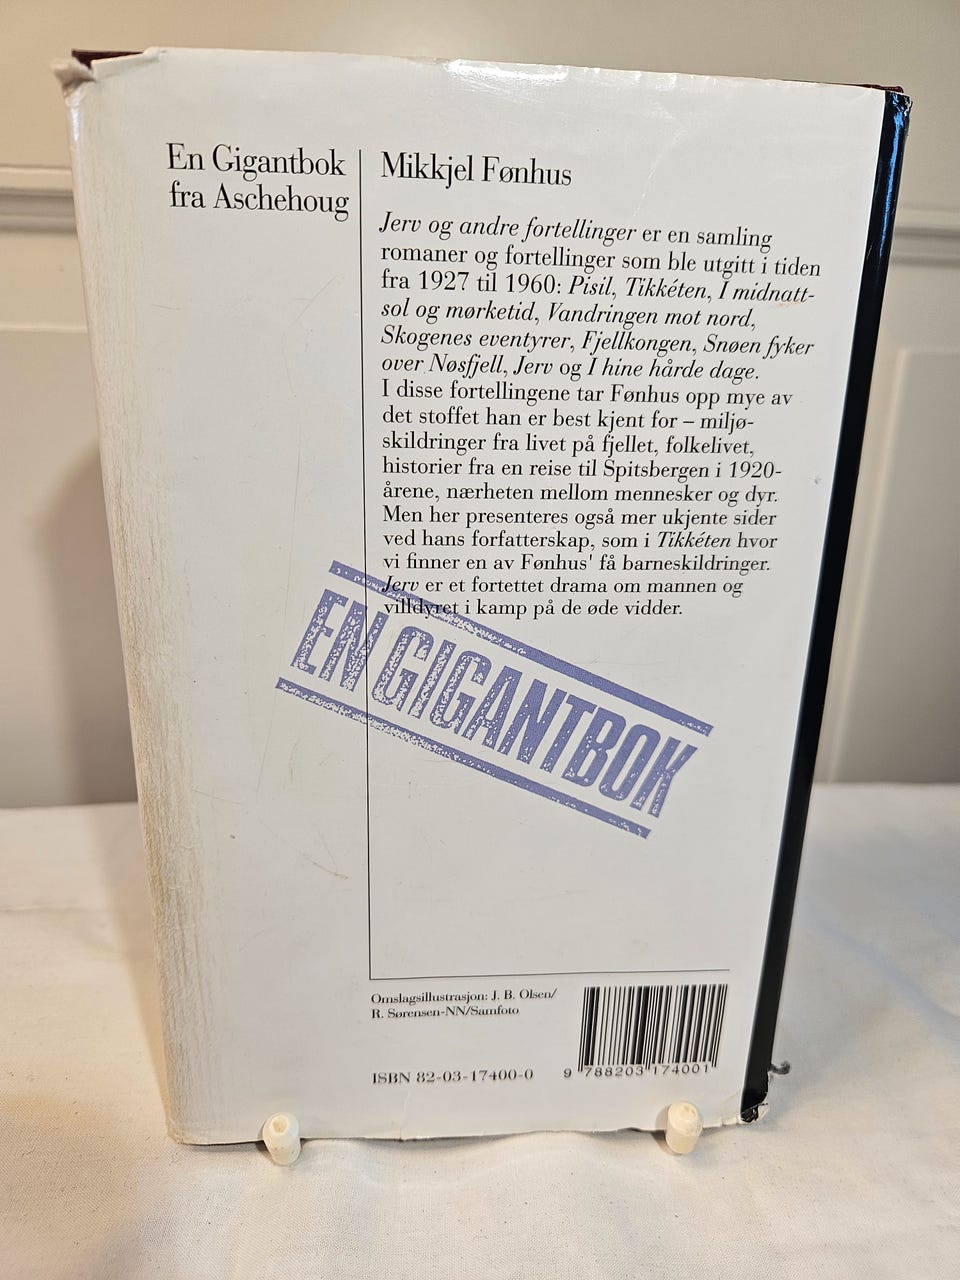 En Gigantbok
fra Aschehoug
Mikkjel Fønhus
Jerv og andre fortellinger er en samling
romaner og fortellinger som ble utgitt i tiden
fra 1927 til 1960: Pisil, Tikkéten, I midnatt-
sol og mørketid, Vandringen mot nord,
Skogenes eventyrer, Fjellkongen, Snøen fyker
over Nøsfjell, Jerv og I hine hårde dage.
I disse fortellingene tar Fønhus opp mye av
det stoffet han er best kjent for – miljø-
skildringer fra livet på fjellet, folkelivet,
historier fra en reise til Spitsbergen i 1920-
årene, nærheten mellom mennesker og dyr.
Men her presenteres også mer ukjente sider
ved hans forfatterskap, som i Tikkéten hvor
vi finner en av Fønhus' få barneskildringer.
Jerv er et fortettet drama om mannen og
villdyret i kamp på de øde vidder.
EN GIGANTBOK
Omslagsillustrasjon: J. B. Olsen/
R. Sørensen-NN/Samfoto
ISBN 82-03-17400-0
9 788203 174001